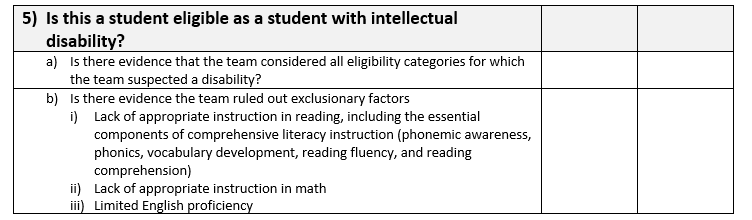 5) Is this a student eligible as a student with intellectual
disability?
a) Is there evidence that the team considered all eligibility categories for which
the team suspected a disability?
b) Is there evidence the team ruled out exclusionary factors
i) Lack of appropriate instruction in reading, including the essential
components of comprehensive literacy instruction (phonemic awareness,
phonics, vocabulary development, reading fluency, and reading
comprehension)
ii) Lack of appropriate instruction in math
iii) Limited English proficiency